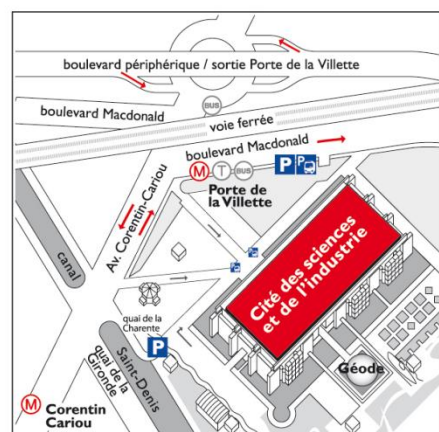 boulevard périphérique / sortie Porte de la Villette
boulevard Macdonald
BUS
voie ferrée
boulevard Macdonald
M
T
BUS
P
P
Porte de
la Villette
Av. Corentin-Cariou
canal
Cité des sciences
et de l'industrie
quai de la
Charente
P
Saint-Denis
quai de la
Gironde
Géode
M
Corentin
Cariou